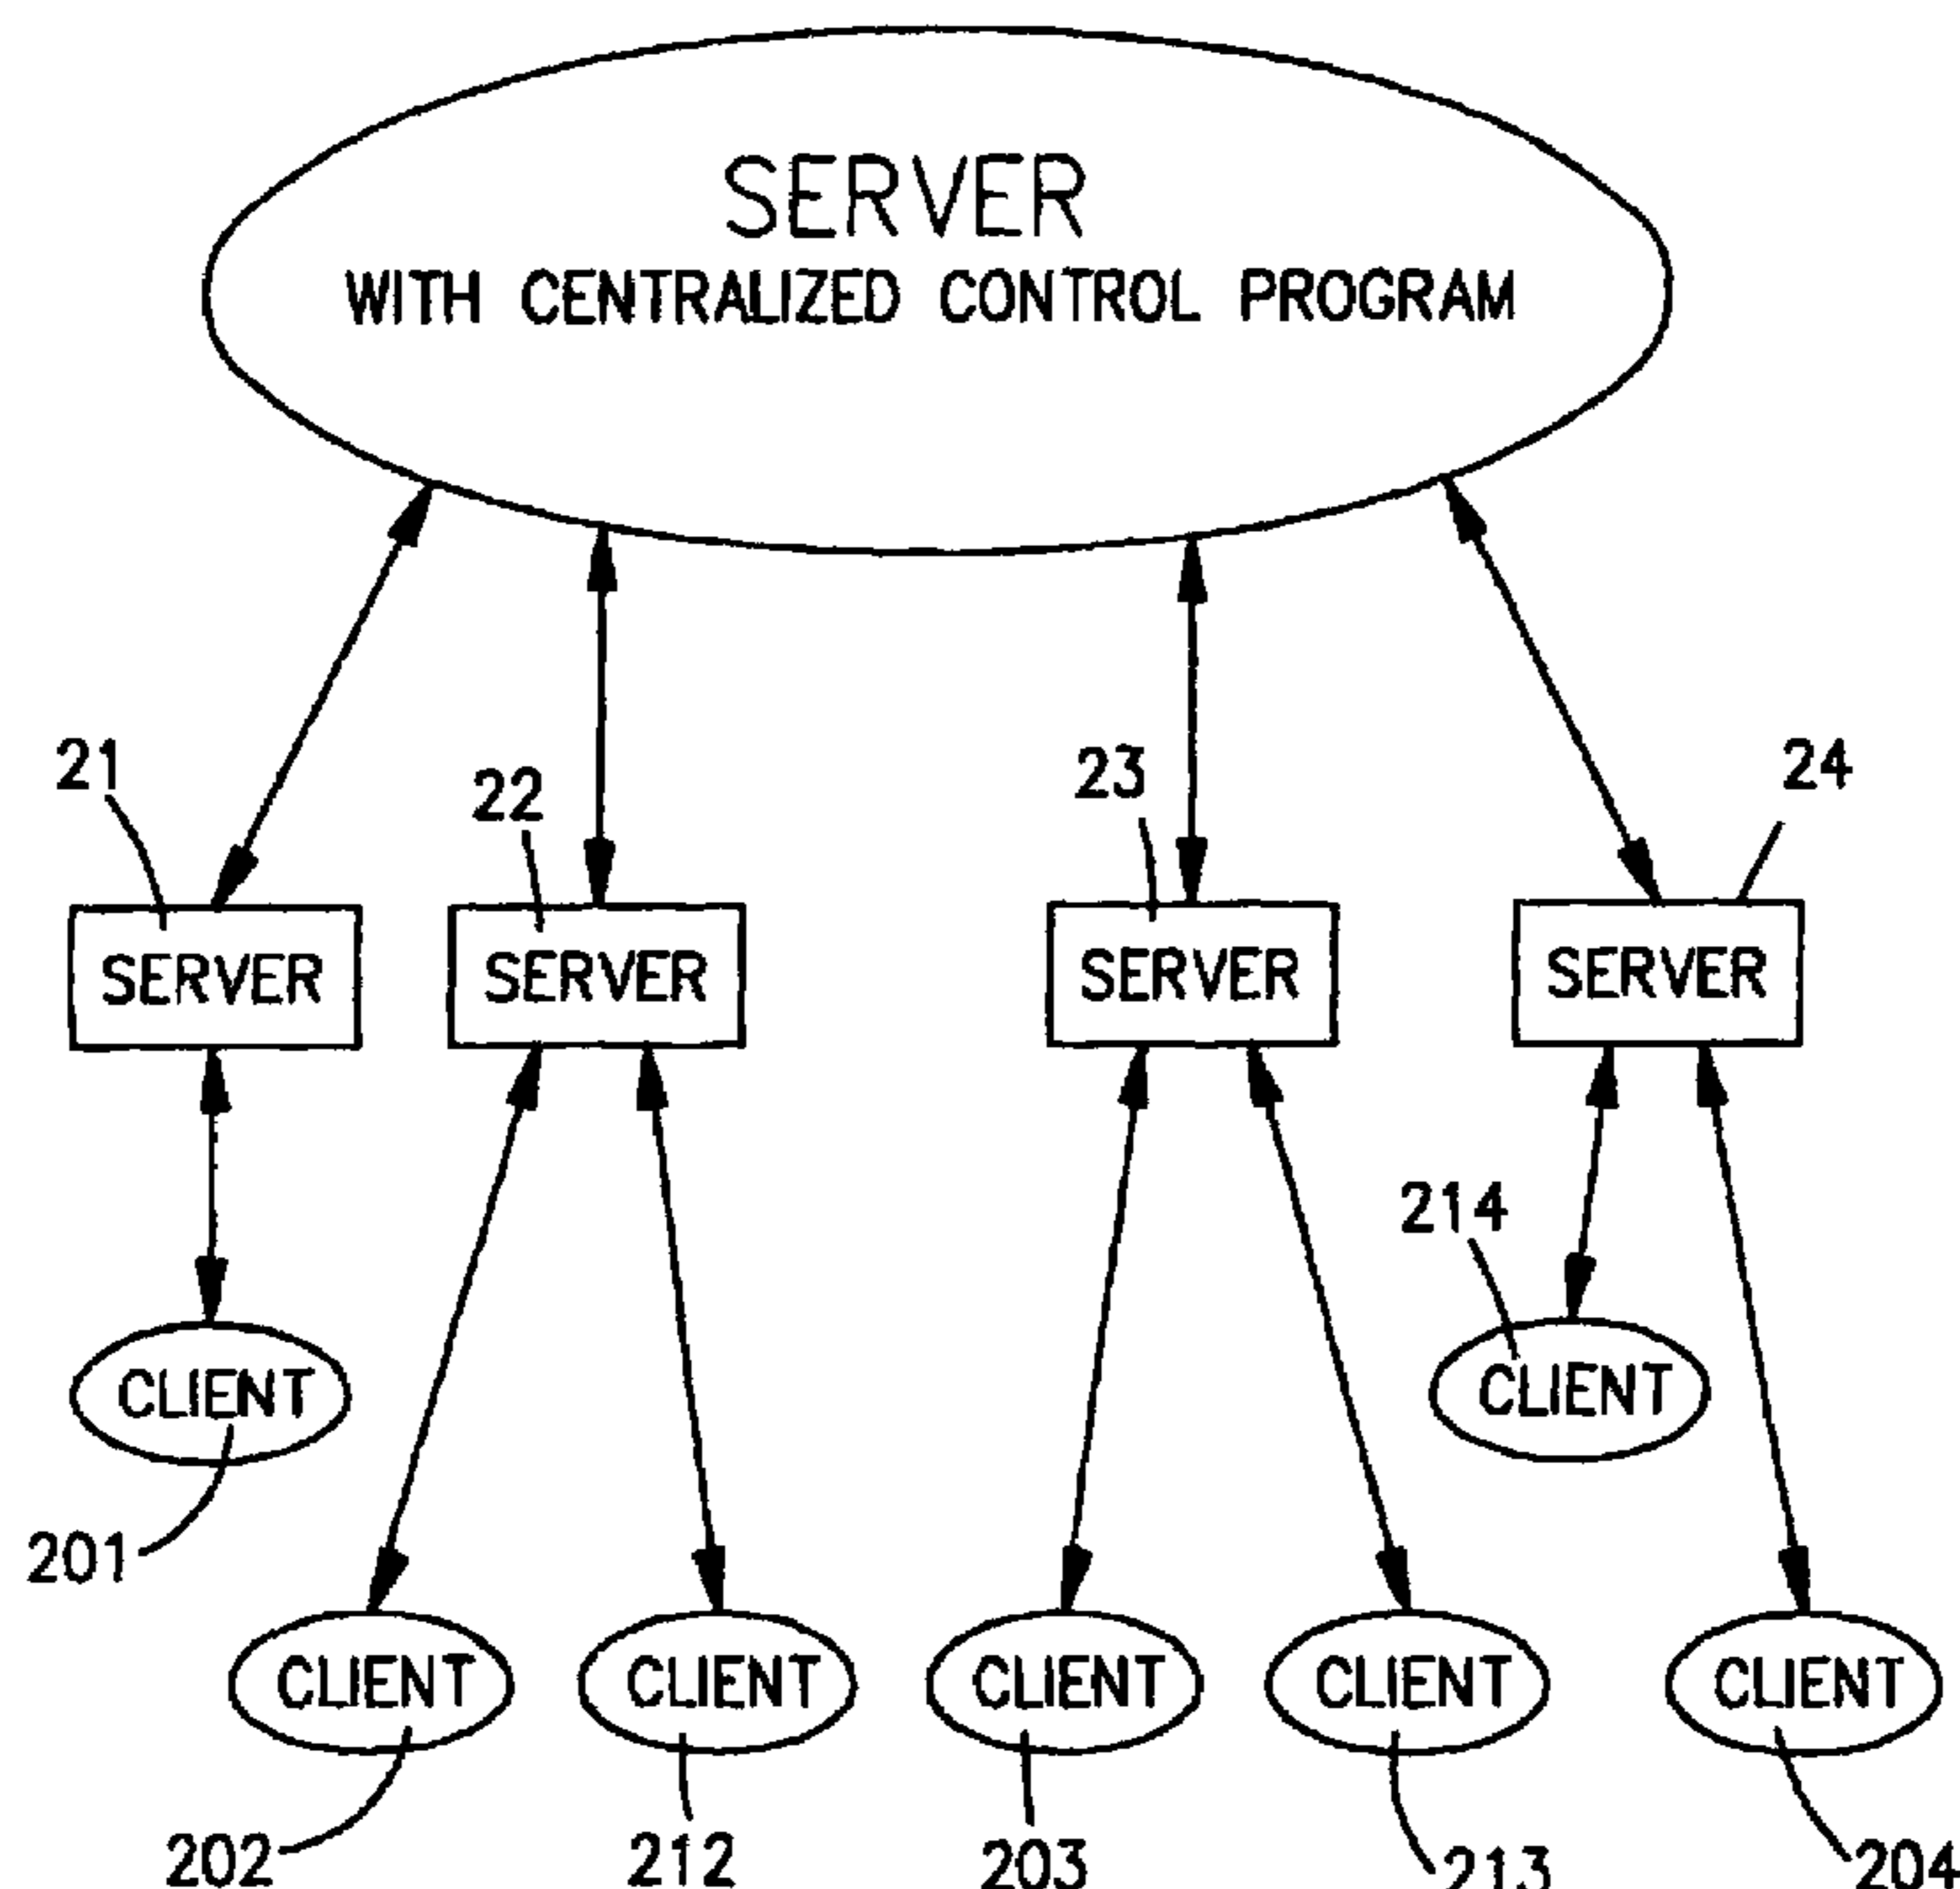 SERVER
WITH CENTRALIZED CONTROL PROGRAM
21
22
23
24
SERVER
SERVER
SERVER
SERVER
214
CLIENT
CLIENT
201
CLIENT
CLIENT
CLIENT
CLIENT
CLIENT
202
212
203
213
204